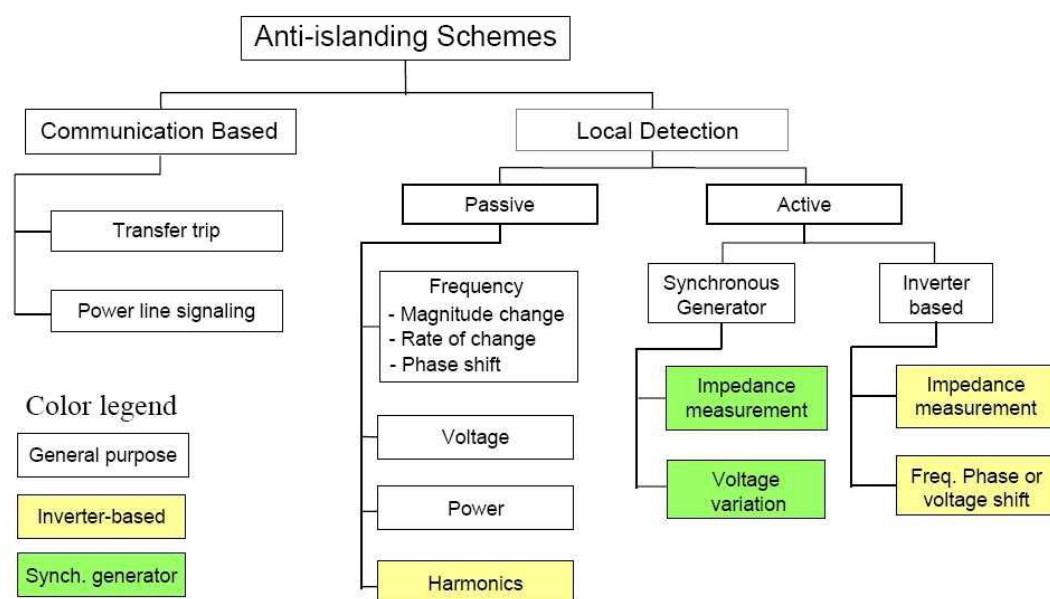 Anti-islanding Schemes
Communication Based
Local Detection
Transfer trip
Power line signaling
Passive
Active
Frequency
- Magnitude change
- Rate of change
- Phase shift
Voltage
Power
Harmonics
Synchronous
Generator
Impedance
measurement
Voltage
variation
Inverter
based
Impedance
measurement
Freq. Phase or
voltage shift
Color legend
General purpose
Inverter-based
Synch. generator